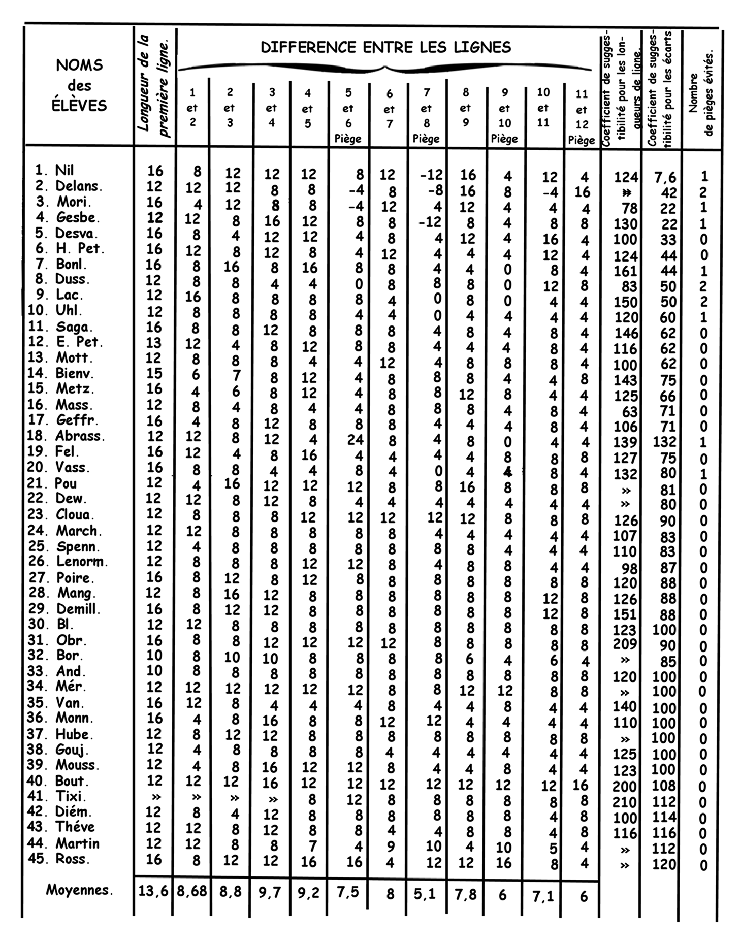 NOMS
des
ÉLÈVES
Longueur de la première ligne.
DIFFERENCE ENTRE LES LIGNES
1 et 2
2 et 3
3 et 4
4 et 5
5 et 6 Piège
6 et 7
7 et 8 Piège
8 et 9
9 et 10 Piège
10 et 11
11 et 12 Piège
Coefficient de suggestibilité pour les longueurs de ligne.
Coefficient de suggestibilité pour les écarts
Nombre de pièges évités.
1. Nil 16 8 12 12 12 8 12 -12 16 4 12 4 124 7,6 1
2. Delans. 12 12 12 8 8 -4 8 -8 16 8 -4 16 » 42 2
3. Mori. 16 4 12 8 8 -4 12 4 12 4 4 4 78 22 1
4. Gesbe. 12 12 8 16 12 8 8 -12 8 4 8 8 130 22 1
5. Desva. 16 8 4 12 12 4 8 4 12 4 16 4 100 33 0
6. H. Pet. 16 12 8 12 8 4 12 4 4 4 12 4 124 44 0
7. Bonl. 16 8 16 8 16 8 8 4 4 0 8 4 161 44 1
8. Duss. 12 8 8 4 4 0 8 8 8 0 12 8 83 50 2
9. Lac. 12 16 8 8 8 8 4 0 8 0 4 4 150 50 2
10. Uhl. 12 8 8 8 8 8 4 0 4 4 4 4 120 60 1
11. Saga. 16 8 8 12 8 8 8 4 8 4 8 4 146 62 0
12. E. Pet. 13 12 4 8 12 8 8 4 4 4 8 4 116 62 0
13. Mott. 12 8 8 8 4 4 12 4 8 8 8 4 100 62 0
14. Bienv. 15 6 7 8 12 4 8 8 8 4 4 8 143 75 0
15. Metz. 16 4 6 8 12 4 8 8 12 8 4 4 125 66 0
16. Mass. 12 8 4 8 4 4 8 8 8 4 8 4 63 71 0
17. Geffr. 16 4 8 12 8 8 8 4 4 4 8 4 106 71 0
18. Abrass. 12 12 8 12 4 24 8 4 8 0 4 4 139 132 1
19. Fel. 16 12 4 8 16 4 4 4 4 8 8 4 127 75 0
20. Vass. 16 8 8 4 4 8 4 0 4 4 8 4 132 80 1
21. Pou 12 4 16 12 12 12 8 8 16 8 8 8 » 81 0
22. Dew. 12 12 8 12 8 4 4 4 4 4 4 4 » 80 0
23. Cloua. 12 8 8 8 12 12 12 12 12 8 8 8 126 90 0
24. March. 12 12 8 8 8 8 8 4 4 4 4 4 107 83 0
25. Spenn. 12 4 8 8 8 8 8 8 8 4 4 4 110 83 0
26. Lenorm. 12 8 8 8 12 12 8 4 8 4 4 4 98 87 0
27. Poire. 16 8 12 8 12 8 8 8 8 8 8 8 120 88 0
28. Mang. 12 8 16 12 8 8 8 8 8 8 12 8 126 88 0
29. Demill. 16 8 12 12 8 8 8 8 8 8 12 8 151 88 0
30. Bl. 12 12 8 8 8 8 8 8 8 8 8 8 123 100 0
31. Obr. 16 8 8 12 12 12 12 8 8 8 8 8 209 90 0
32. Bor. 10 8 10 10 8 8 8 8 6 4 6 4 » 85 0
33. And. 10 8 8 8 8 8 8 8 8 8 8 8 120 100 0
34. Mér. 12 12 12 12 12 12 8 8 12 12 8 8 » 100 0
35. Van. 16 12 8 4 4 4 8 4 4 8 4 4 140 100 0
36. Monn. 16 4 8 16 8 8 12 12 4 4 4 4 110 100 0
37. Hube. 12 8 12 12 8 8 8 8 8 8 8 8 » 100 0
38. Gouj. 12 4 8 8 8 8 4 4 4 4 4 4 125 100 0
39. Mouss. 12 4 8 16 12 12 8 4 4 8 4 4 123 100 0
40. Bout. 12 12 12 16 12 12 12 12 12 12 12 16 200 108 0
41. Tixi. » » » » 8 12 8 8 8 8 8 8 210 112 0
42. Diém. 12 8 4 12 8 8 8 8 8 8 4 8 100 114 0
43. Théve 12 12 8 12 8 8 4 4 8 8 4 8 116 116 0
44. Martin 12 12 8 8 7 4 9 10 4 10 5 4 » 112 0
45. Ross. 16 8 12 12 16 16 4 12 12 16 8 4 » 120 0
Moyennes. 13,6 8,68 8,8 9,7 9,2 7,5 8 5,1 7,8 6 7,1 6